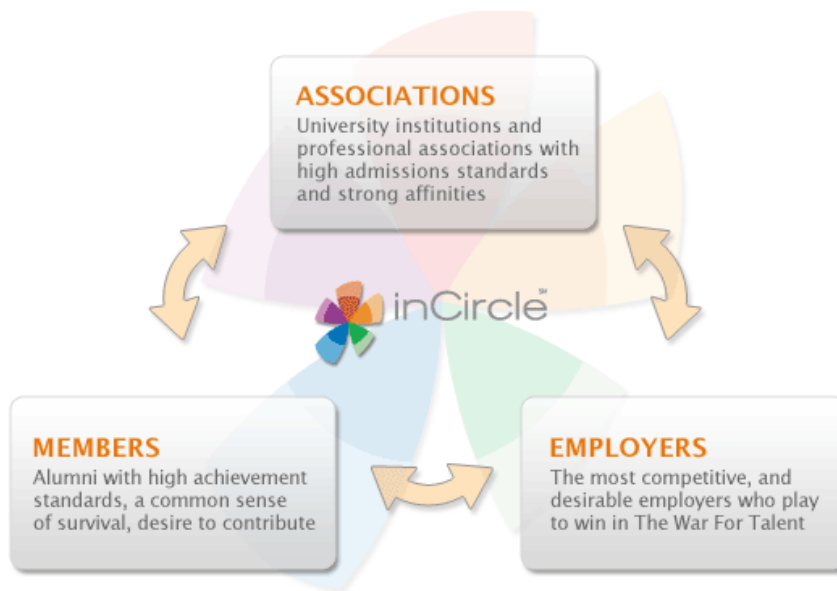 ASSOCIATIONS
University institutions and
professional associations with
high admissions standards
and strong affinities
inCircle℠
MEMBERS
Alumni with high achievement
standards, a common sense
of survival, desire to contribute
EMPLOYERS
The most competitive, and
desirable employers who play
to win in The War For Talent